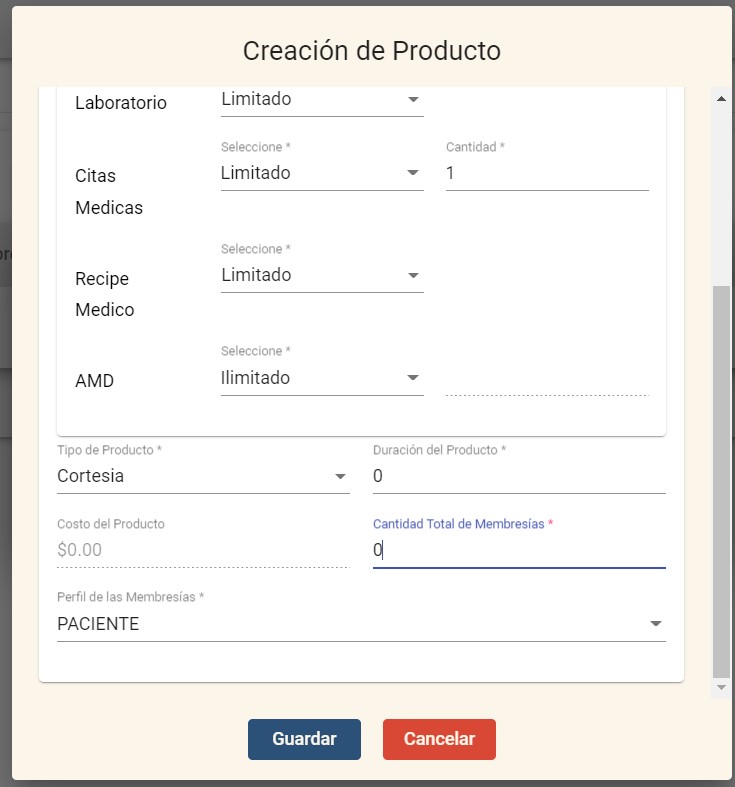 Creación de Producto
Laboratorio
Limitado
Seleccione *
Cantidad *
Citas
Medicas
Limitado
1
Seleccione *
Recipe
Medico
Limitado
Seleccione *
AMD
Ilimitado
Tipo de Producto *
Duración del Producto *
Cortesia
0
Costo del Producto
Cantidad Total de Membresías *
$0.00
0
Perfil de las Membresías *
PACIENTE
Guardar
Cancelar